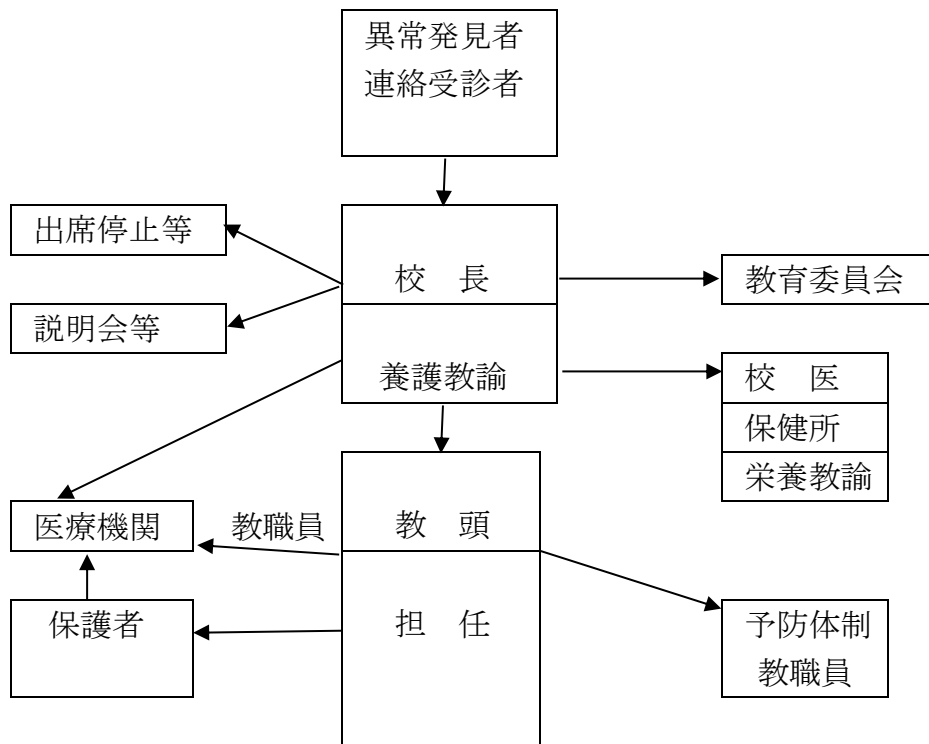 異常発見者
連絡受診者
出席停止等
校　長
教育委員会
説明会等
養護教諭
校　医
保健所
栄養教諭
医療機関
教職員
教　頭
保護者
担　任
予防体制
教職員